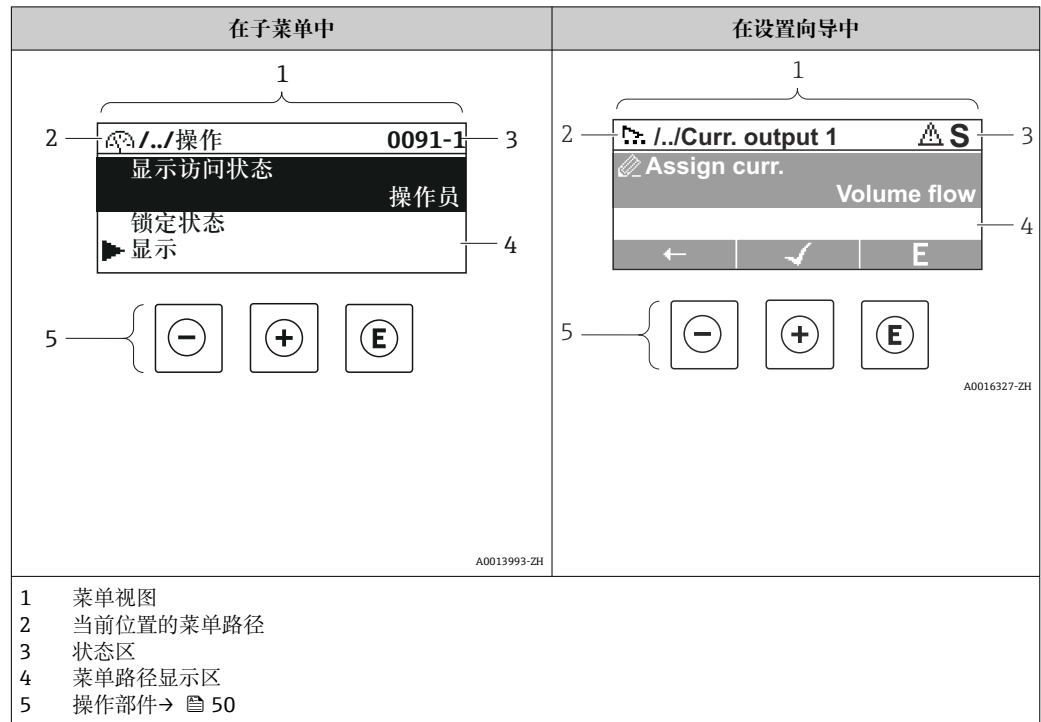 在子菜单中
在设置向导中
1
2
/../操作 0091-1
3
显示访问状态
操作员
锁定状态
显示
4
5
- + E
A0013993-ZH
1
2
/../Curr. output 1 S
3
Assign curr.
Volume flow
4
← ✓ E
5
- + E
A0016327-ZH
1 菜单视图
2 当前位置的菜单路径
3 状态区
4 菜单路径显示区
5 操作部件→ 50